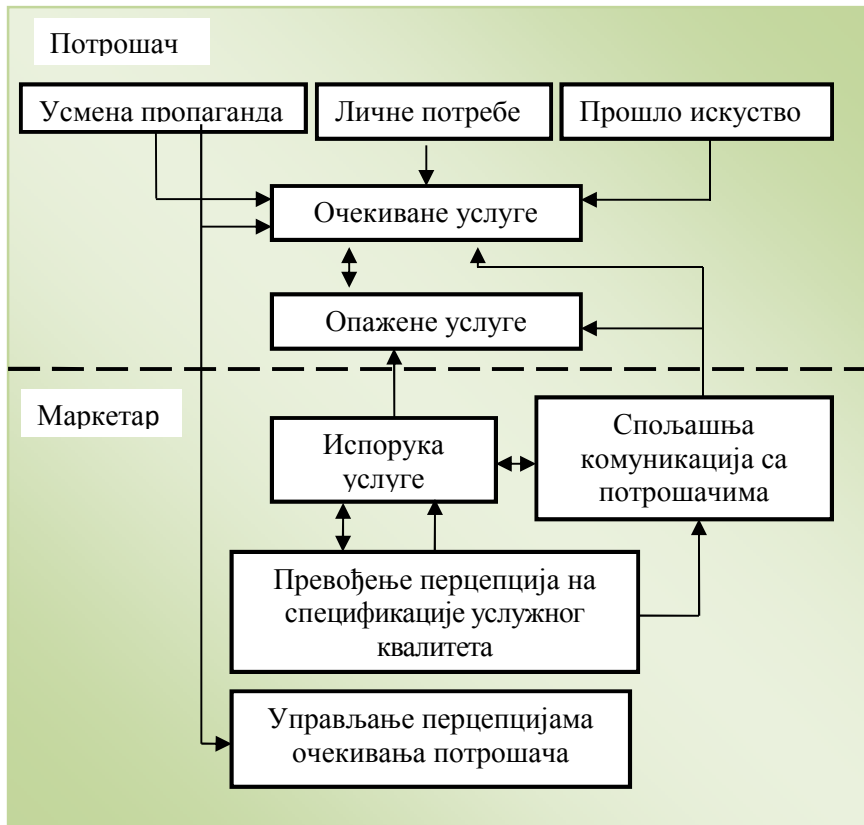 Потрошач
Усмена пропаганда
Личне потребе
Прошло искуство
Очекиване услуге
Опажене услуге
Маркетар
Испорука
услуге
Спољашња
комуникација са
потрошачима
Превођење перцепција на
спецификације услужног
квалитета
Управљање перцепцијама
очекивања потрошача